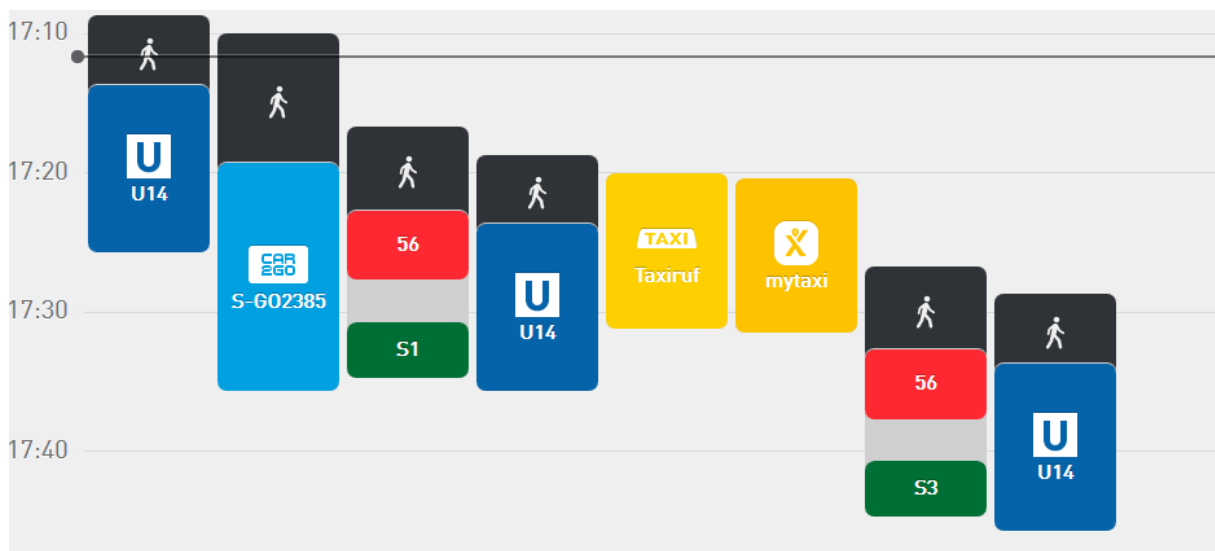 17:10
17:20
17:30
17:40
U
U14
CAR
2GO
S-GO2385
56
S1
U
U14
TAXI
Taxiruf
mytaxi
56
S3
U
U14